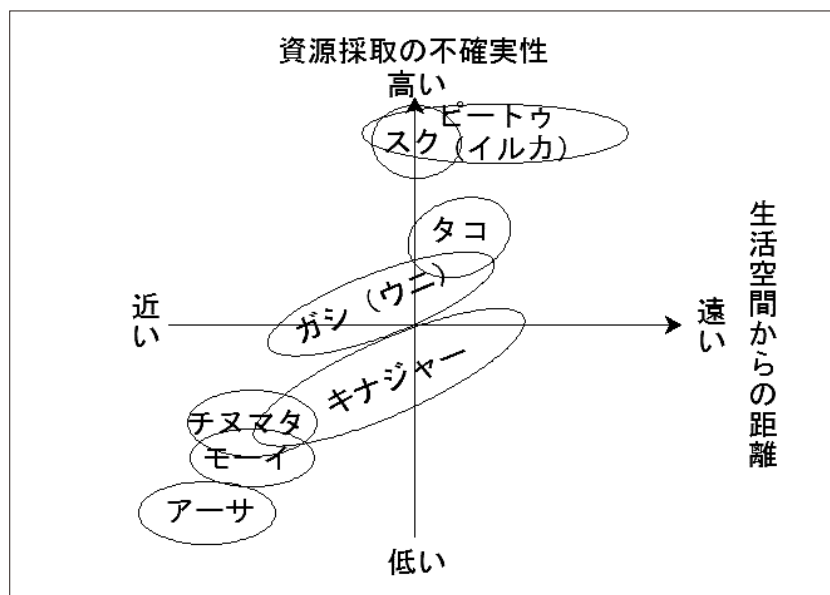 資源採取の不確実性
高い
ピートゥ
(イルカ)
スク
タコ
ガシ(ウニ)
近い
遠い
生活空間からの距離
キナジャー
チヌマタ
モーイ
アーサ
低い